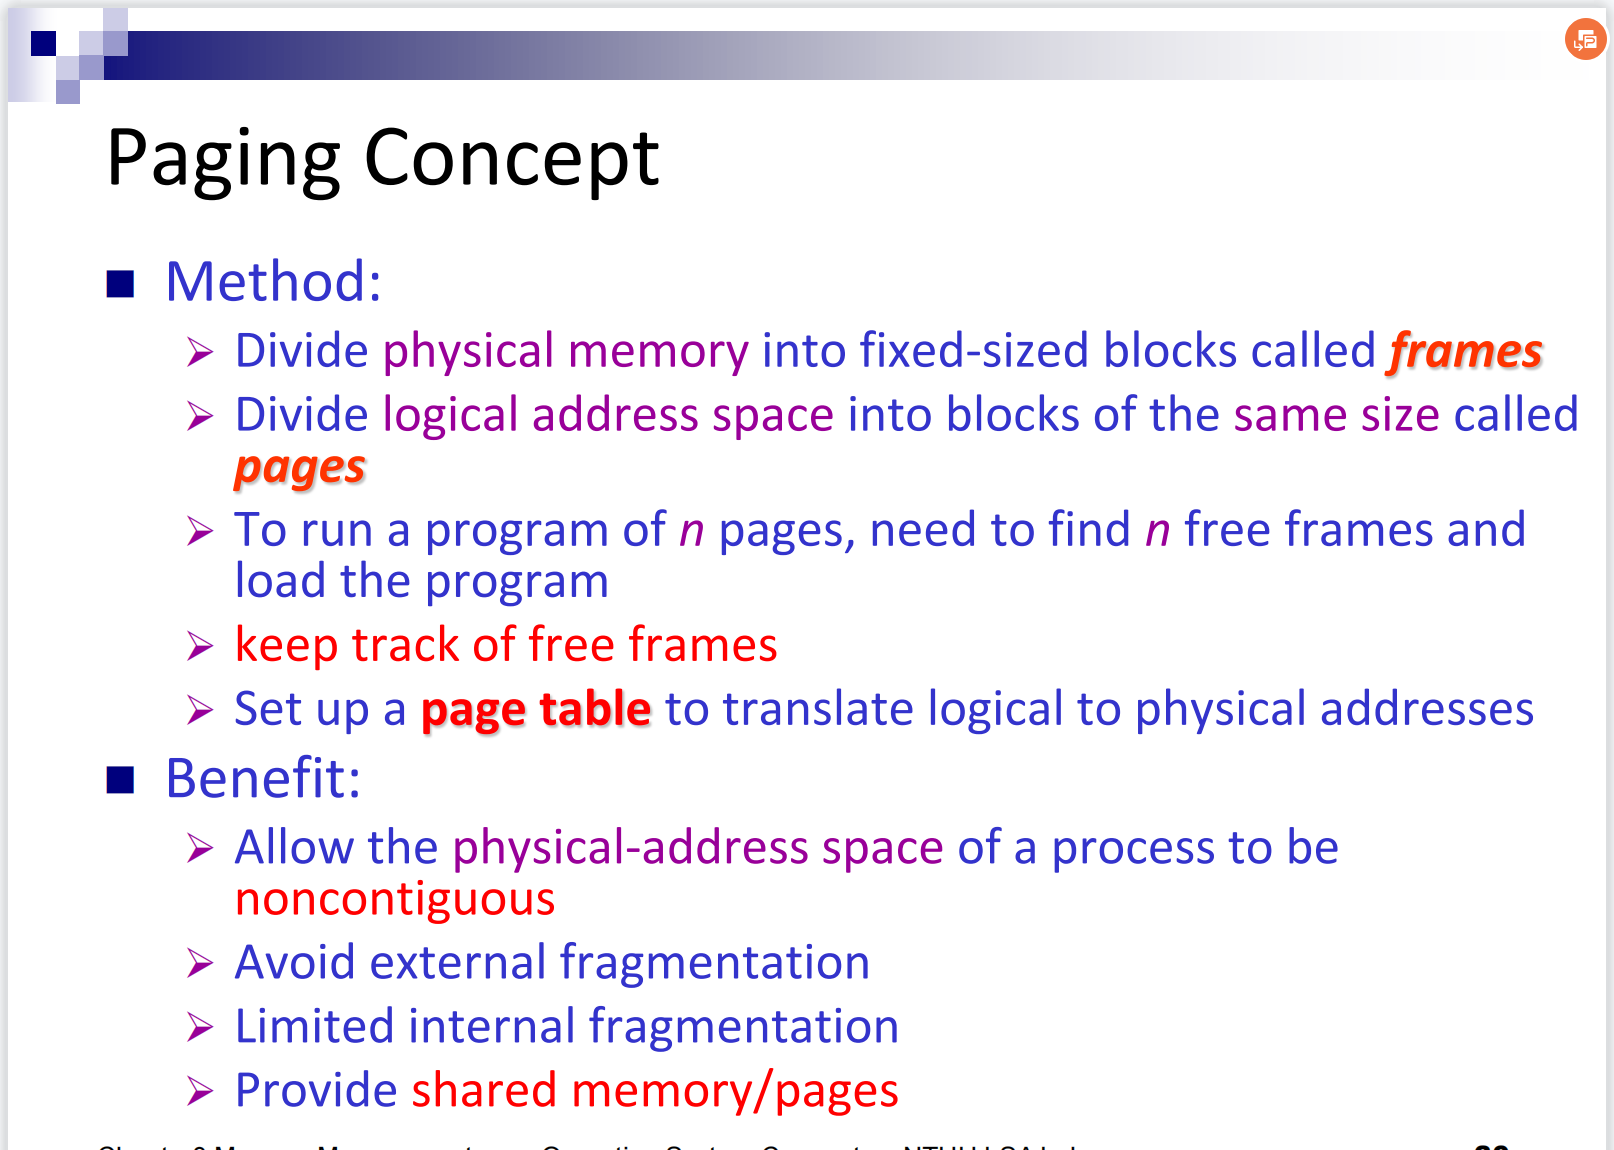 Paging Concept
Method:
Divide physical memory into fixed-sized blocks called frames
Divide logical address space into blocks of the same size called
pages
To run a program of n pages, need to find n free frames and
load the program
keep track of free frames
Set up a page table to translate logical to physical addresses
Benefit:
Allow the physical-address space of a process to be
noncontiguous
Avoid external fragmentation
Limited internal fragmentation
Provide shared memory/pages